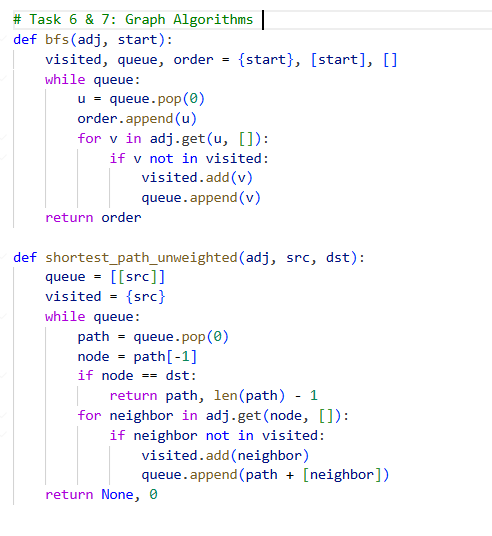 # Task 6 & 7: Graph Algorithms
def bfs(adj, start):
    visited, queue, order = {start}, [start], []
    while queue:
        u = queue.pop(0)
        order.append(u)
        for v in adj.get(u, []):
            if v not in visited:
                visited.add(v)
                queue.append(v)
    return order

def shortest_path_unweighted(adj, src, dst):
    queue = [[src]]
    visited = {src}
    while queue:
        path = queue.pop(0)
        node = path[-1]
        if node == dst:
            return path, len(path) - 1
        for neighbor in adj.get(node, []):
            if neighbor not in visited:
                visited.add(neighbor)
                queue.append(path + [neighbor])
    return None, 0